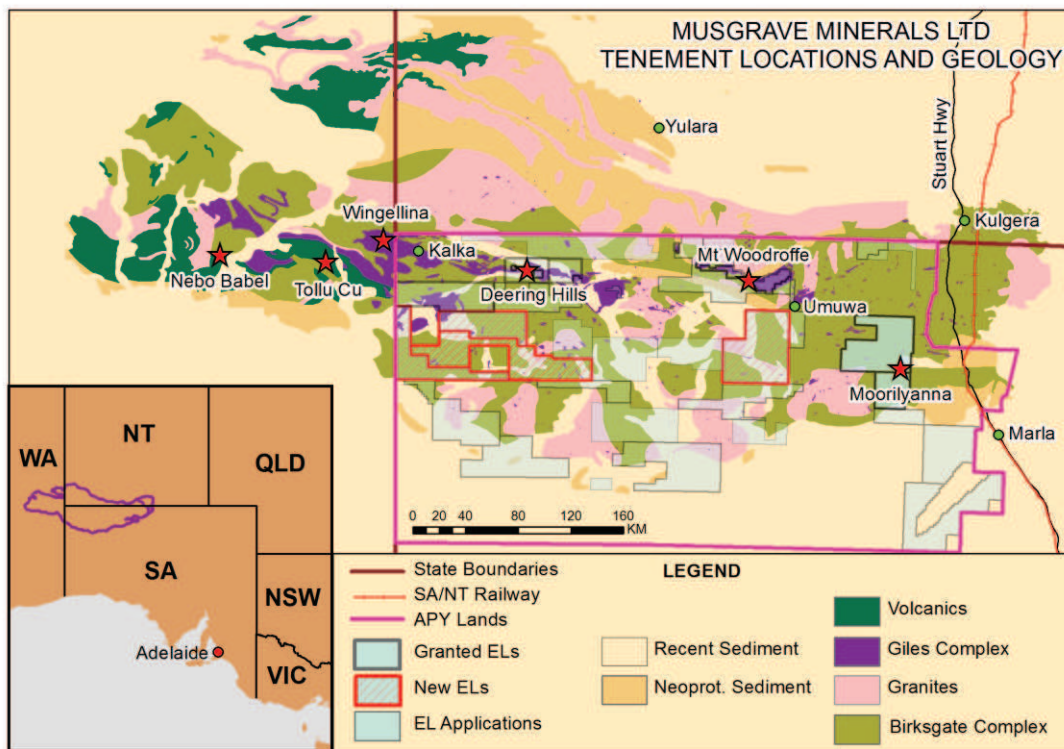 MUSGRAVE MINERALS LTD
TENEMENT LOCATIONS AND GEOLOGY
Yulara
Stuart Hwy
Kulgera
Wingellina
Kalka
Mt Woodroffe
Nebo Babel
Tollu Cu
Deering Hills
Umuwa
Moorilyanna
Marla
0 20 40 80 120 160
KM
NT
WA
QLD
SA
NSW
Adelaide
VIC
LEGEND
State Boundaries
SA/NT Railway
APY Lands
Granted ELs
New ELs
EL Applications
Recent Sediment
Neoprot. Sediment
Volcanics
Giles Complex
Granites
Birksgate Complex